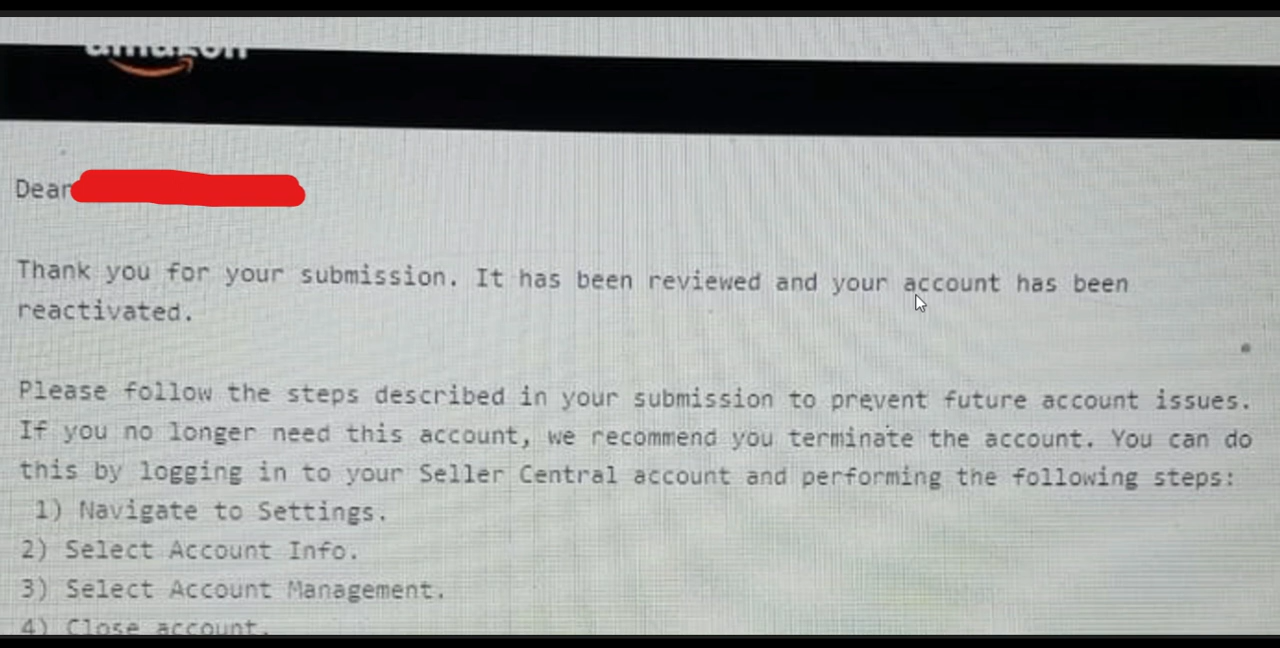 amazon
Dear
Thank you for your submission. It has been reviewed and your account has been
reactivated.
Please follow the steps described in your submission to prevent future account issues.
If you no longer need this account, we recommend you terminate the account. You can do
this by logging in to your Seller Central account and performing the following steps:
1) Navigate to Settings.
2) Select Account Info.
3) Select Account Management.
4) Close account.